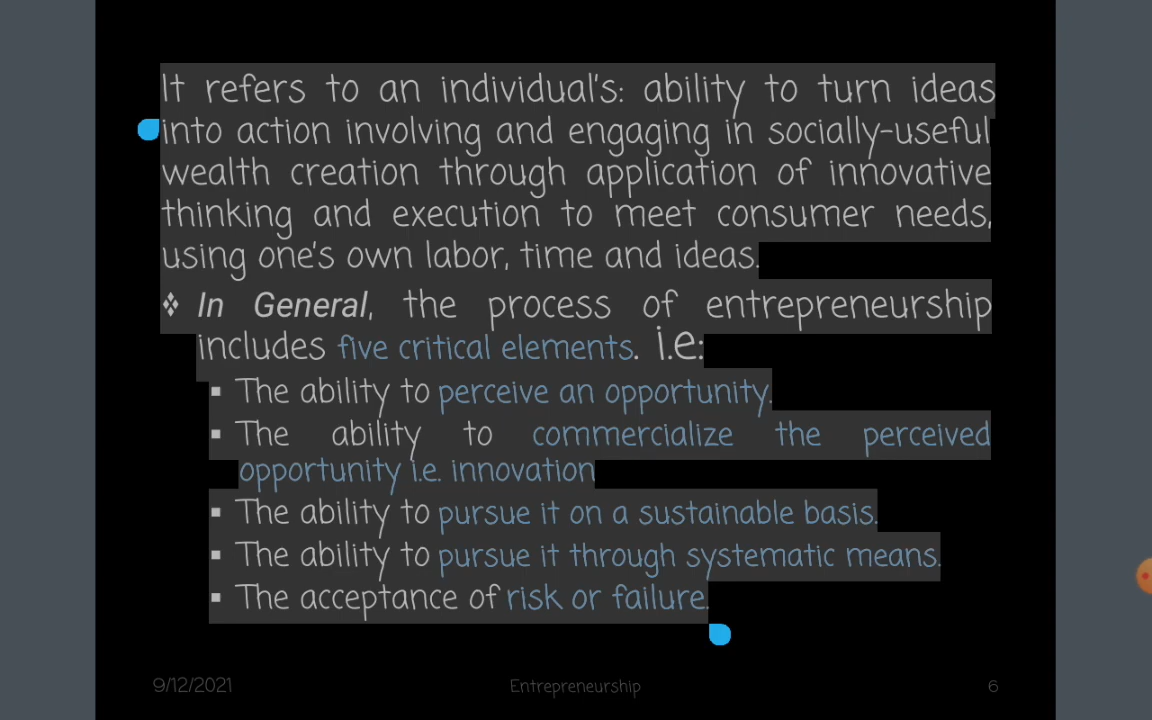 It refers to an individual's: ability to turn ideas
into action involving and engaging in socially-useful
wealth creation through application of innovative
thinking and execution to meet consumer needs,
using one's own labor, time and ideas.
❖ In General, the process of entrepreneurship
includes five critical elements. i.e:
▪ The ability to perceive an opportunity.
▪ The ability to commercialize the perceived
opportunity i.e. innovation
▪ The ability to pursue it on a sustainable basis.
▪ The ability to pursue it through systematic means.
▪ The acceptance of risk or failure.
9/12/2021 Entrepreneurship 6